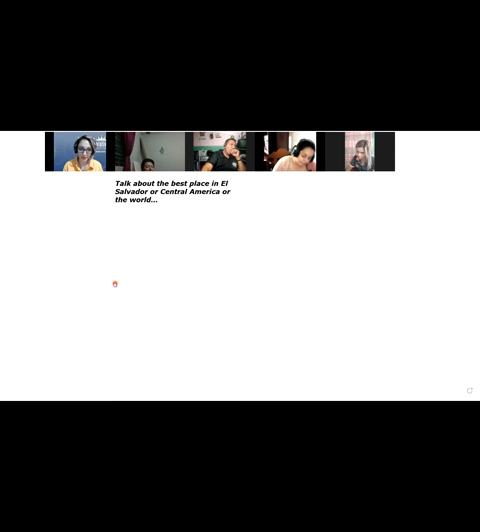 Talk about the best place in El
Salvador or Central America or
the world...